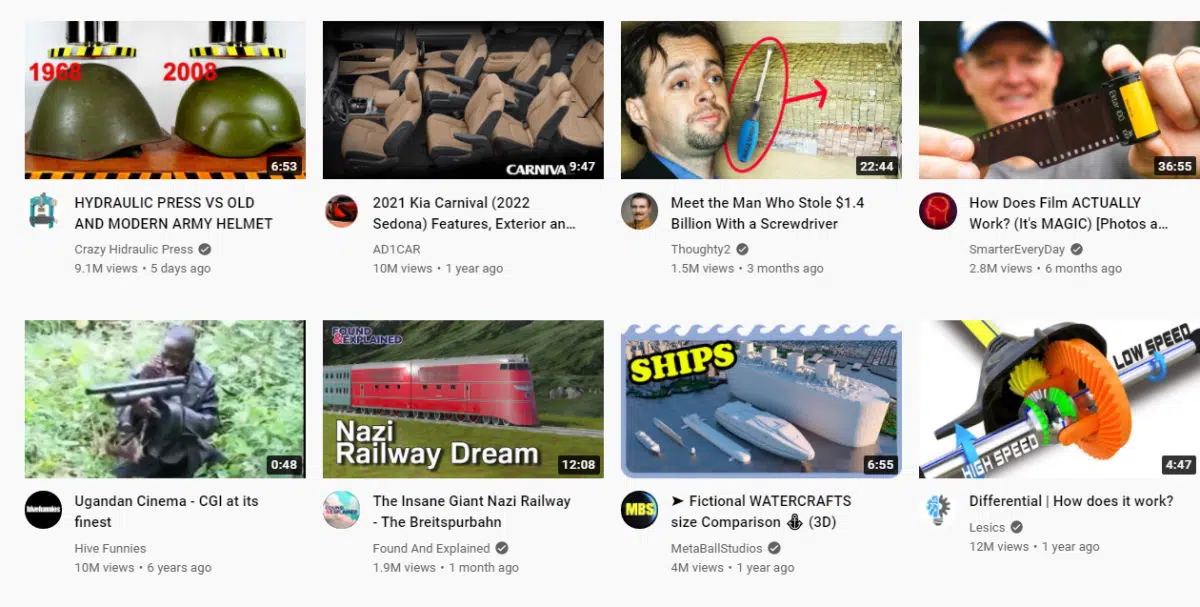 1968 2008
6:53
HYDRAULIC PRESS VS OLD
AND MODERN ARMY HELMET
Crazy Hidraulic Press
9.1M views • 5 days ago
CARNIVA
9:47
2021 Kia Carnival (2022
Sedona) Features, Exterior an...
AD1CAR
10M views • 1 year ago
22:44
Meet the Man Who Stole $1.4
Billion With a Screwdriver
Thoughty2
1.5M views • 3 months ago
Ektar 100
36:55
How Does Film ACTUALLY
Work? (It's MAGIC) [Photos a...
SmarterEveryDay
2.8M views • 6 months ago
0:48
hivefunnies
Ugandan Cinema - CGI at its
finest
Hive Funnies
10M views • 6 years ago
FOUND
&EXPLAINED
Nazi
Railway Dream
12:08
FOUND
&EXPLAINED
The Insane Giant Nazi Railway
- The Breitspurbahn
Found And Explained
1.9M views • 1 month ago
SHIPS
6:55
MBS
➤ Fictional WATERCRAFTS
size Comparison ⚓ (3D)
MetaBallStudios
4M views • 1 year ago
LOW SPEED
HIGH SPEED
4:47
Differential | How does it work?
Lesics
12M views • 1 year ago